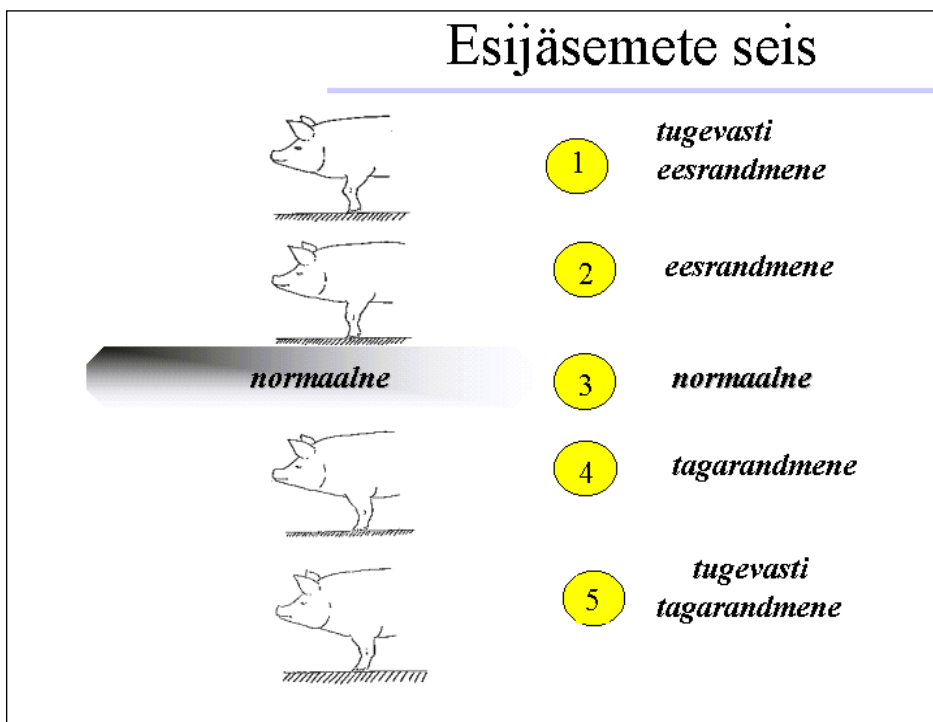 Esijäsemete seis
1
tugevasti
eesrandmene
2
eesrandmene
normaalne
3
normaalne
4
tagarandmene
5
tugevasti
tagarandmene